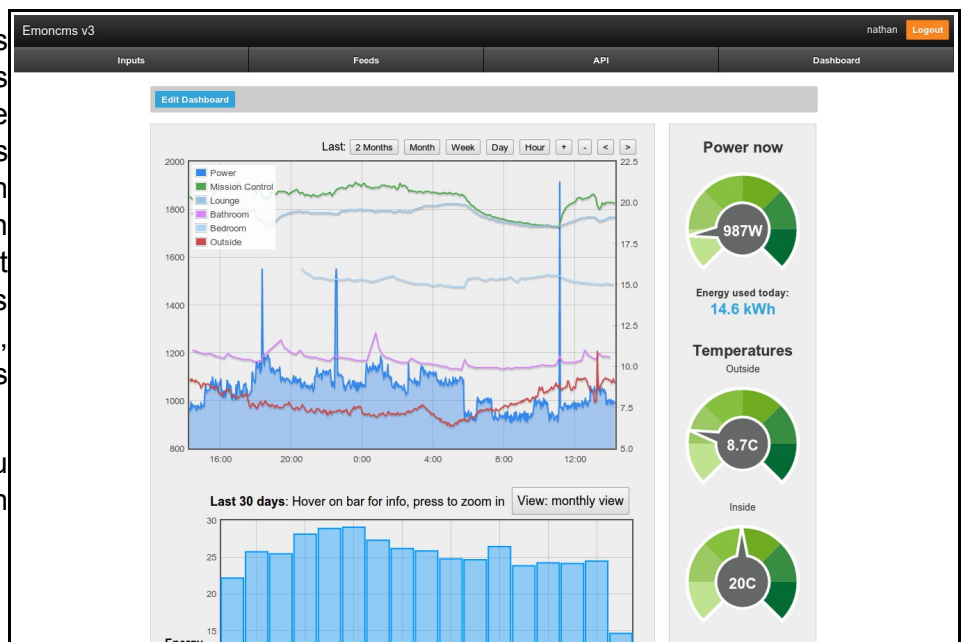 Emoncms v3
nathan
Logout
Inputs
Feeds
API
Dashboard
Edit Dashboard
Last: 2 Months Month Week Day Hour + - < >
2000
1800
1600
1400
1200
1000
800
Power
Mission Control
Lounge
Bathroom
Bedroom
Outside
22.5
20.0
17.5
15.0
12.5
10.0
7.5
5.0
16:00
20:00
0:00
4:00
8:00
12:00
Last 30 days: Hover on bar for info, press to zoom in
View: monthly view
30
25
20
15
Power now
987W
Energy used today:
14.6 kWh
Temperatures
Outside
8.7C
Inside
20C